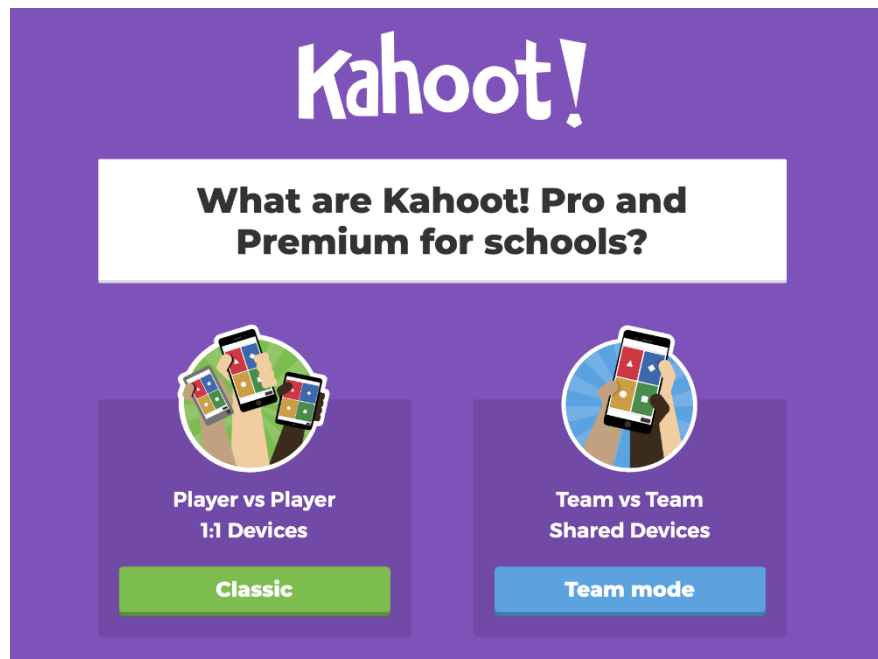 Kahoot!
What are Kahoot! Pro and
Premium for schools?
Player vs Player
1:1 Devices
Classic
Team vs Team
Shared Devices
Team mode